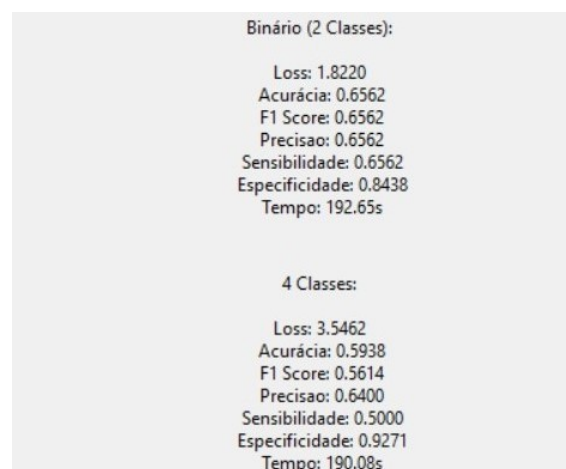 Binário (2 Classes):
Loss: 1.8220
Acurácia: 0.6562
F1 Score: 0.6562
Precisao: 0.6562
Sensibilidade: 0.6562
Especificidade: 0.8438
Tempo: 192.65s
4 Classes:
Loss: 3.5462
Acurácia: 0.5938
F1 Score: 0.5614
Precisao: 0.6400
Sensibilidade: 0.5000
Especificidade: 0.9271
Tempo: 190.08s